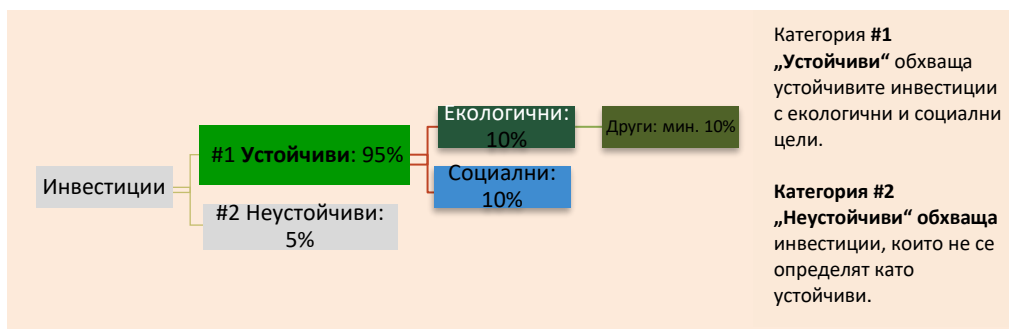 Инвестиции
#1 Устойчиви: 95%
#2 Неустойчиви:
5%
Екологични:
10%
Социални:
10%
Други: мин. 10%
Категория #1
„Устойчиви“ обхваща
устойчивите инвестиции
с екологични и социални
цели.
Категория #2
„Неустойчиви“ обхваща
инвестиции, които не се
определят като
устойчиви.